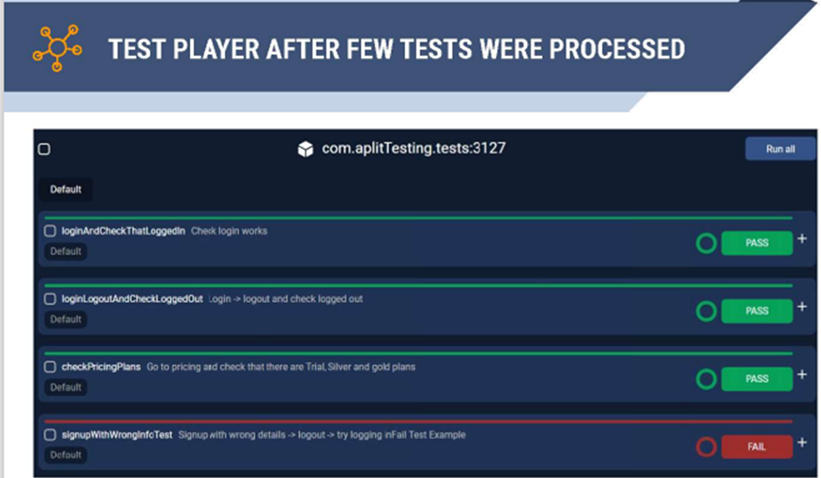 TEST PLAYER AFTER FEW TESTS WERE PROCESSED
com.aplitTesting.tests:3127 Run all
Default
loginAndCheckThatLoggedIn Check login works
Default
PASS
loginLogoutAndCheckLoggedOut Login -> logout and check logged out
Default
PASS
checkPricingPlans Go to pricing and check that there are Trial, Silver and gold plans
Default
PASS
signupWithWrongInfoTest Signup with wrong details -> logout -> try logging inFail Test Example
Default
FAIL